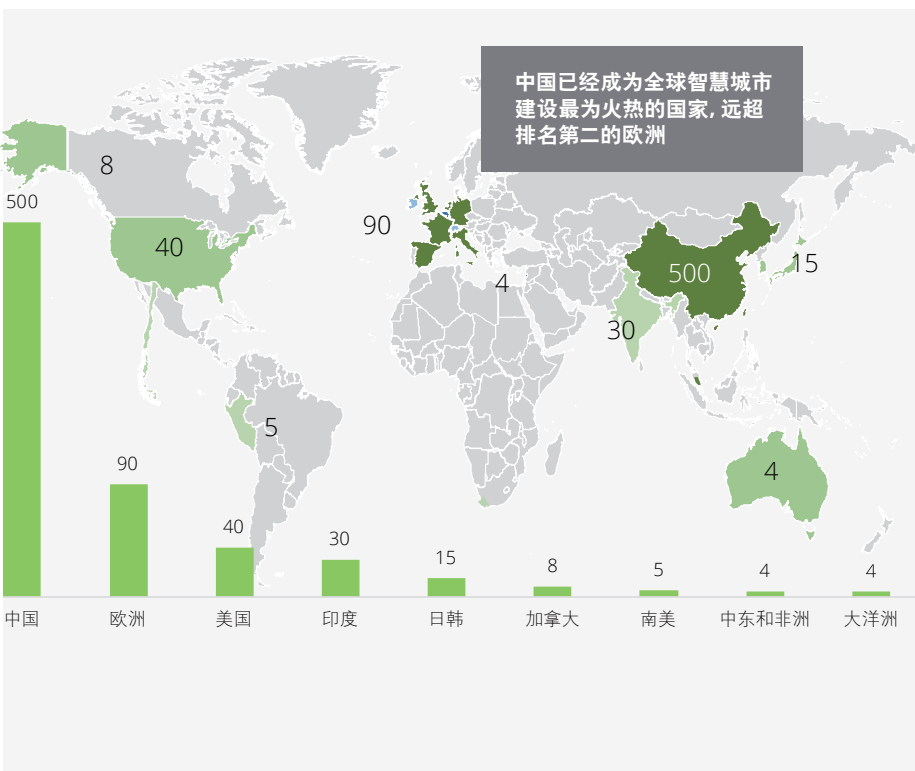 中国已经成为全球智慧城市
建设最为火热的国家,远超
排名第二的欧洲
8
500
40
90
4
500
15
30
5
4
90
40
30
15
8
5
4
4
中国
欧洲
美国
印度
日韩
加拿大
南美
中东和非洲
大洋洲